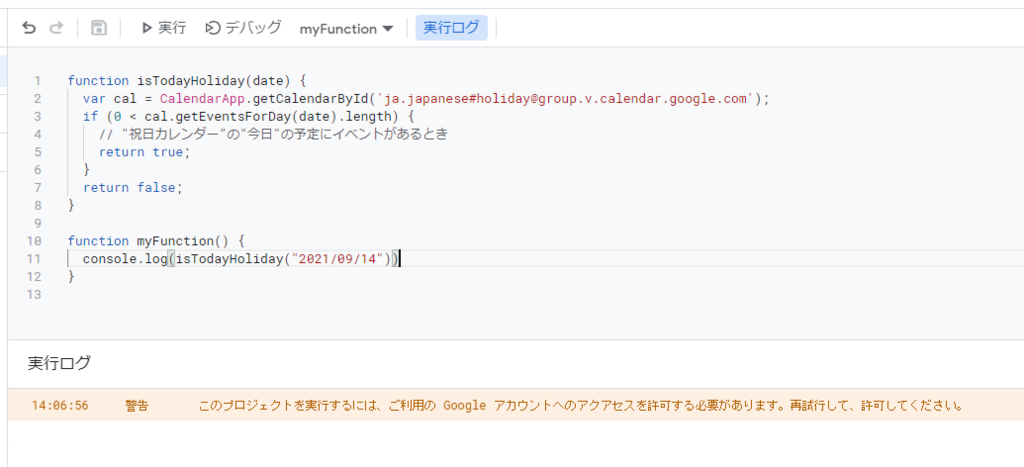 実行 デバッグ myFunction 実行ログ
1 function isTodayHoliday(date) {
2 var cal = CalendarApp.getCalendarById('ja.japanese#holiday@group.v.calendar.google.com');
3 if (0 < cal.getEventsForDay(date).length) {
4 // "祝日カレンダー"の"今日"の予定にイベントがあるとき
5 return true;
6 }
7 return false;
8 }
9
10 function myFunction() {
11 console.log(isTodayHoliday("2021/09/14"))
12 }
13
実行ログ
14:06:56 警告 このプロジェクトを実行するには、ご利用の Google アカウントへのアクアセスを許可する必要があります。再試行して、許可してください。